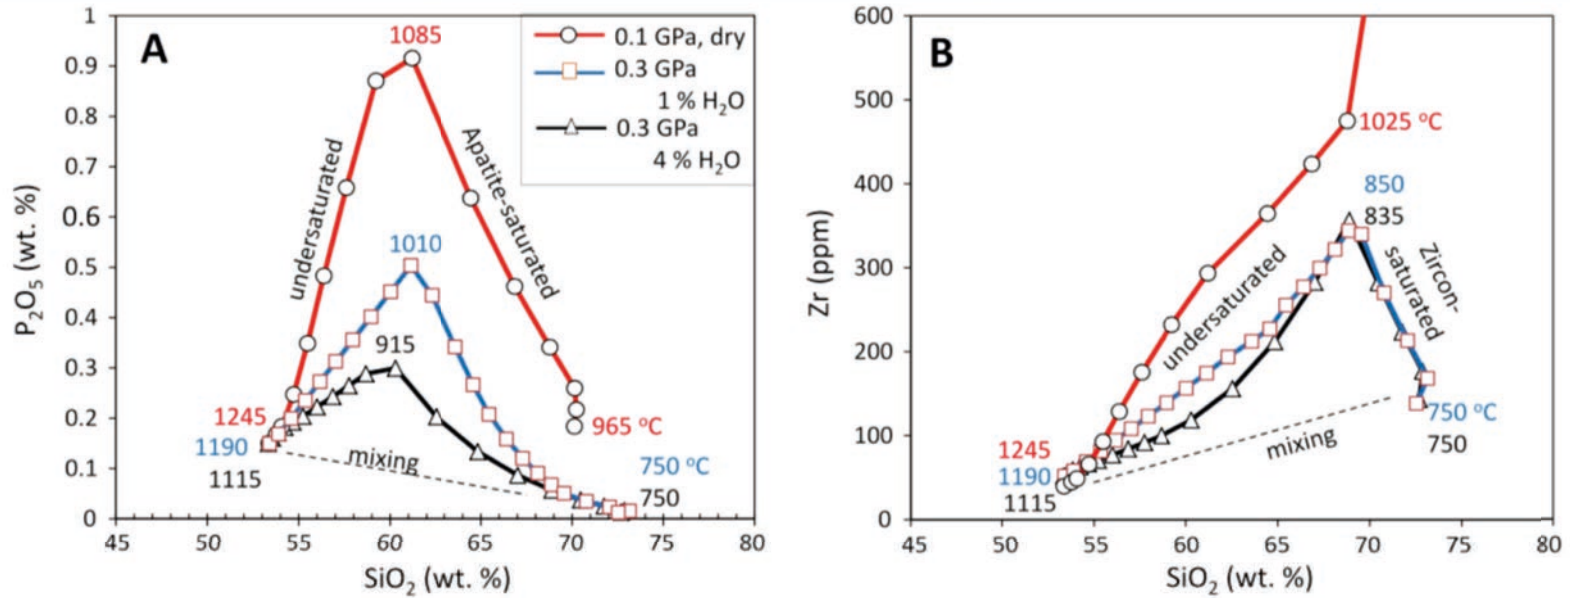 A
1085
0.1 GPa, dry
0.3 GPa
1 % H₂O
0.3 GPa
4 % H₂O
undersaturated
Apatite-saturated
1010
915
1245
1190
1115
965 °C
mixing
750 °C
750
P₂O₅ (wt. %)
1
0.9
0.8
0.7
0.6
0.5
0.4
0.3
0.2
0.1
0
45
50
55
60
65
70
75
80
SiO₂ (wt. %)
B
1025 °C
850
835
undersaturated
Zircon-
saturated
1245
1190
1115
mixing
750 °C
750
Zr (ppm)
600
500
400
300
200
100
0
45
50
55
60
65
70
75
80
SiO₂ (wt. %)